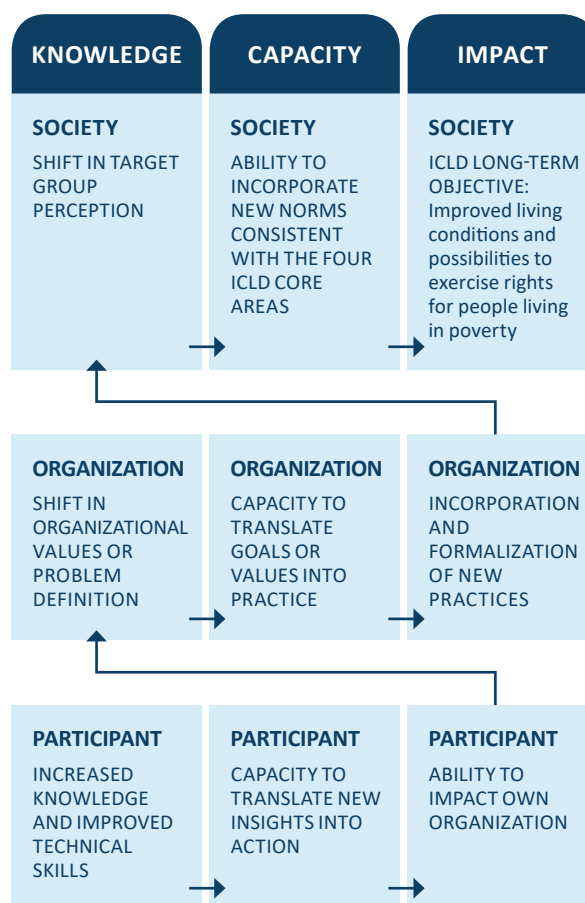 KNOWLEDGE
CAPACITY
IMPACT
SOCIETY
SHIFT IN TARGET
GROUP
PERCEPTION
SOCIETY
ABILITY TO
INCORPORATE
NEW NORMS
CONSISTENT
WITH THE FOUR
ICLD CORE
AREAS
SOCIETY
ICLD LONG-TERM
OBJECTIVE:
Improved living
conditions and
possibilities to
exercise rights
for people living
in poverty
ORGANIZATION
SHIFT IN
ORGANIZATIONAL
VALUES OR
PROBLEM
DEFINITION
ORGANIZATION
CAPACITY TO
TRANSLATE
GOALS OR
VALUES INTO
PRACTICE
ORGANIZATION
INCORPORATION
AND
FORMALIZATION
OF NEW
PRACTICES
PARTICIPANT
INCREASED
KNOWLEDGE
AND IMPROVED
TECHNICAL
SKILLS
PARTICIPANT
CAPACITY TO
TRANSLATE NEW
INSIGHTS INTO
ACTION
PARTICIPANT
ABILITY TO
IMPACT OWN
ORGANIZATION